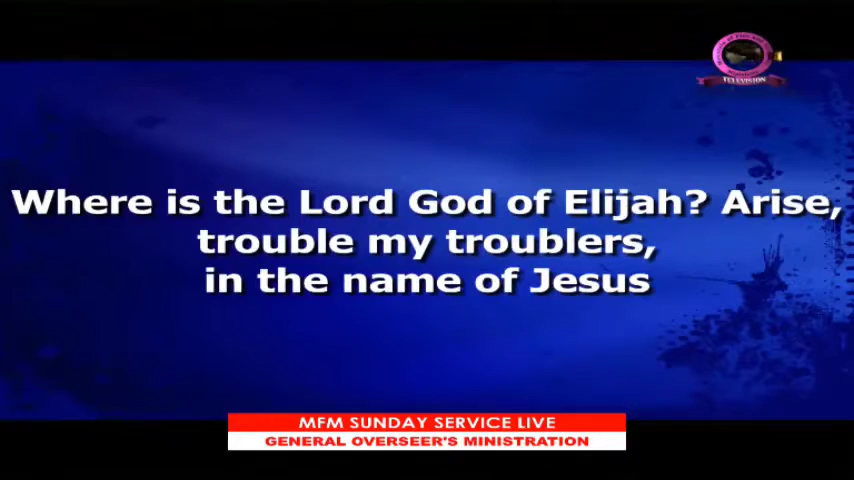 TELEVISION
Where is the Lord God of Elijah? Arise,
trouble my troublers,
in the name of Jesus
MFM SUNDAY SERVICE LIVE
GENERAL OVERSEER'S MINISTRATION